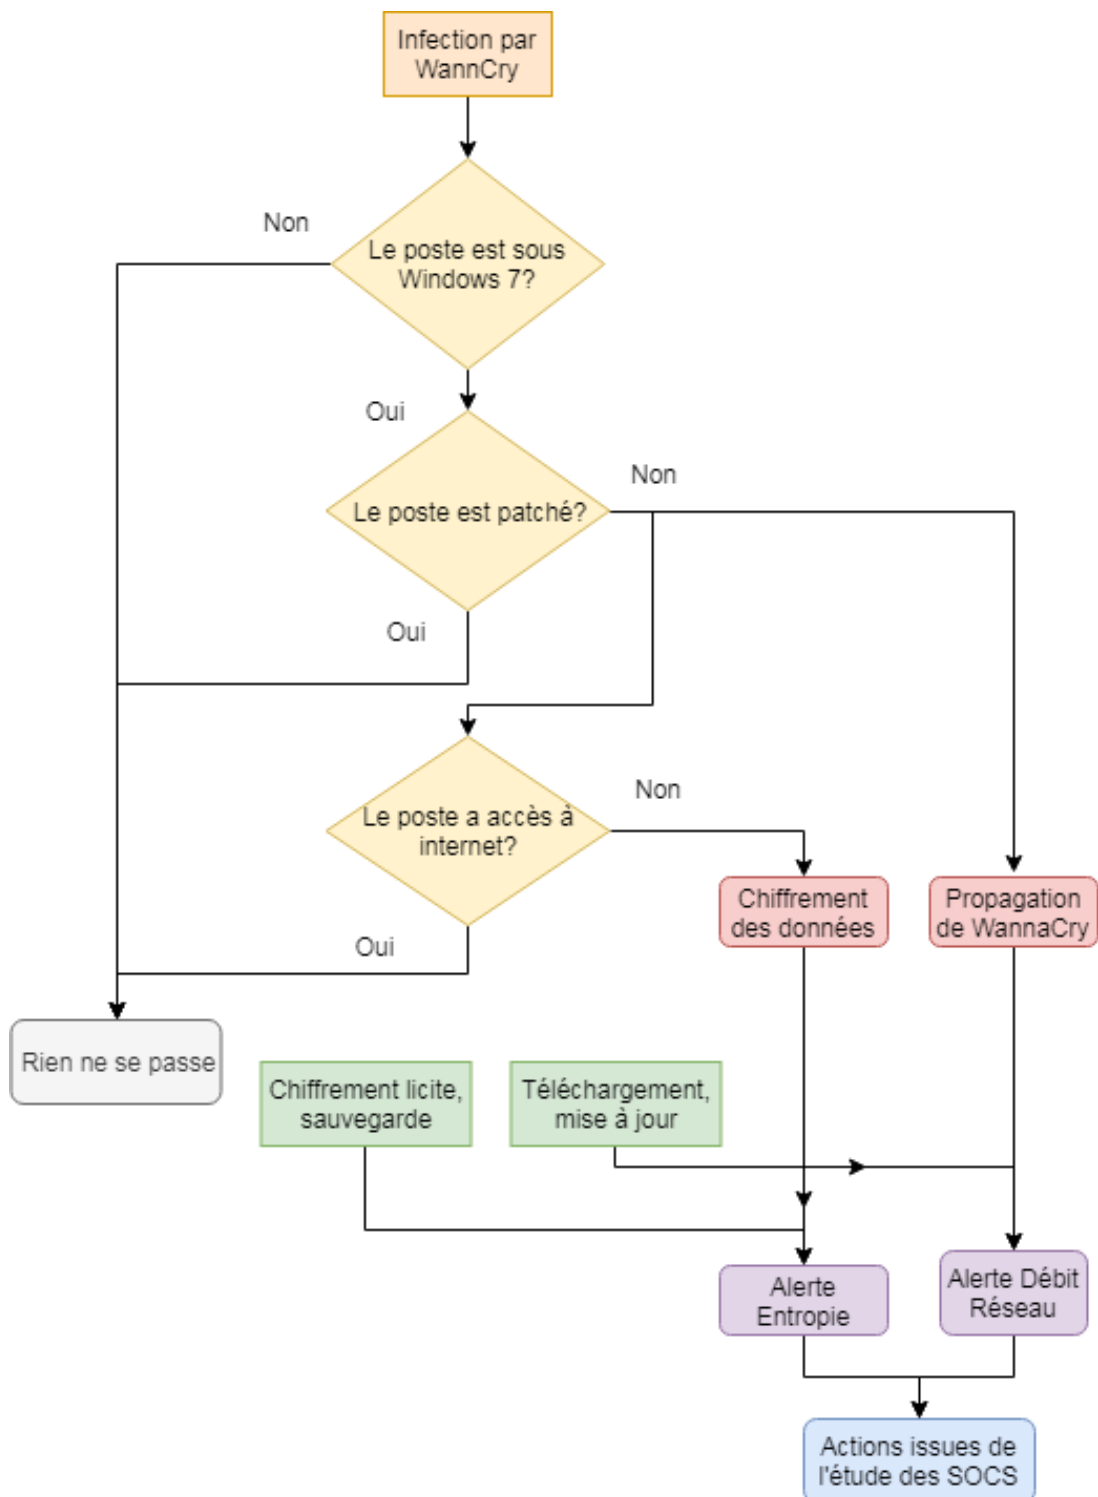 Infection par
WannCry
Non
Le poste est sous
Windows 7?
Oui
Non
Le poste est patché?
Oui
Non
Le poste a accès à
internet?
Chiffrement
des données
Propagation
de WannaCry
Oui
Rien ne se passe
Chiffrement licite,
sauvegarde
Téléchargement,
mise à jour
Alerte
Entropie
Alerte Débit
Réseau
Actions issues de
l'étude des SOCS